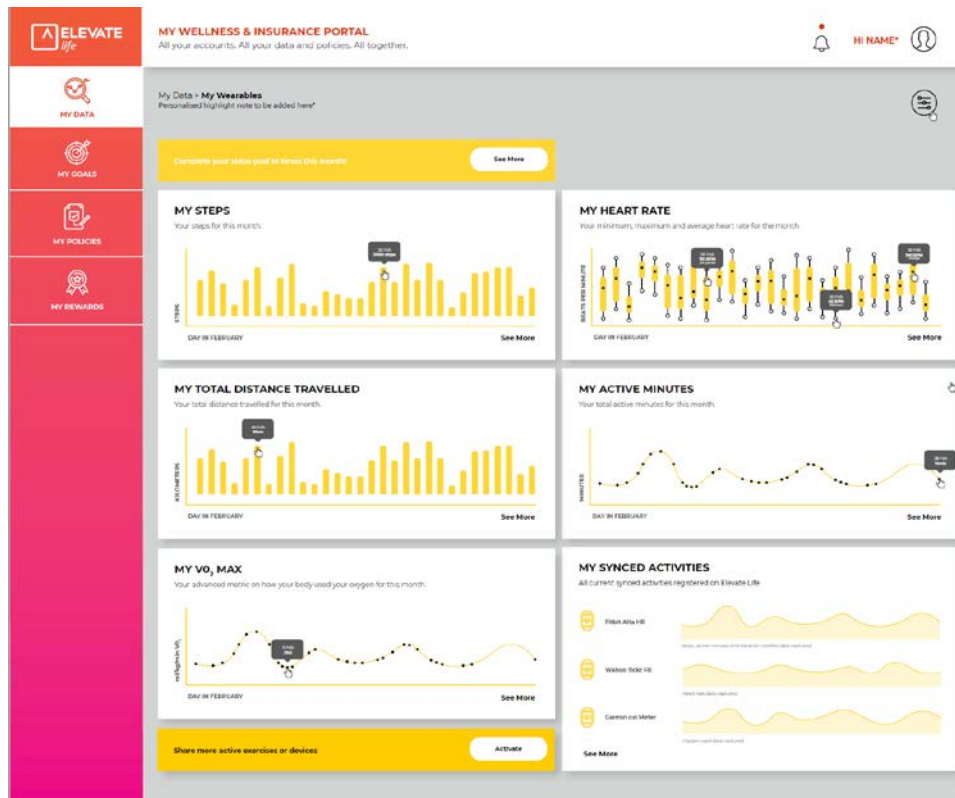 ELEVATE
life
MY WELLNESS & INSURANCE PORTAL
All your accounts. All your data and policies. All together.
HI NAME*
MY DATA
MY GOALS
MY POLICIES
MY REWARDS
My Data > My Wearables
Personalised highlight note to be added here*
Complete your steps goal 10 times this month!
See More
MY STEPS
Your steps for this month.
STEPS
DAY IN FEBRUARY
See More
MY HEART RATE
Your minimum, maximum and average heart rate for the month.
BEATS PER MINUTE
DAY IN FEBRUARY
See More
MY TOTAL DISTANCE TRAVELLED
Your total distance travelled for this month.
KILOMETERS
DAY IN FEBRUARY
See More
MY ACTIVE MINUTES
Your total active minutes for this month.
MINUTES
DAY IN FEBRUARY
See More
MY VO₂ MAX
Your advanced metric on how your body used your oxygen for this month.
ml/kg/min VO₂
DAY IN FEBRUARY
See More
MY SYNCED ACTIVITIES
All current synced activities registered on Elevate Life
Fitbit Alta HR
Wahoo Tickr Fit
Heart rate data captured
See More
Share more active exercises or devices
Activate